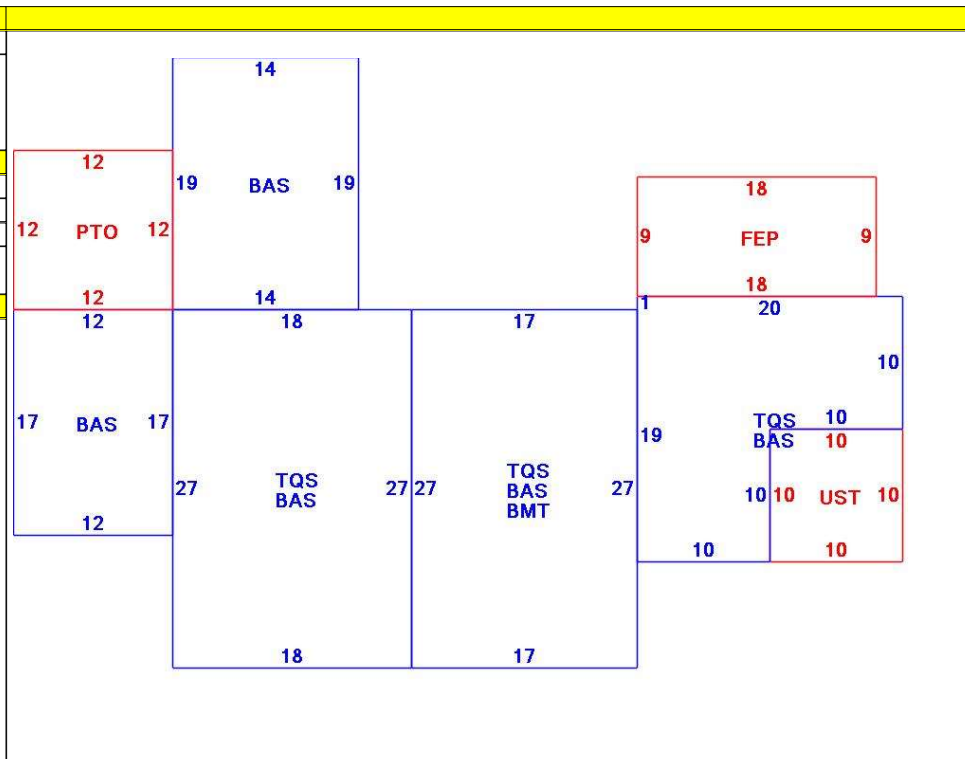 14
12
19 BAS 19
18
12 PTO 12
9 FEP 9
12
14
18
12
18
17
1
20
10
17 BAS 17
TQS 10
BAS 10
19
27 TQS 27
BAS
27 TQS 27
BAS
BMT
10
10 UST 10
12
10
10
18
17